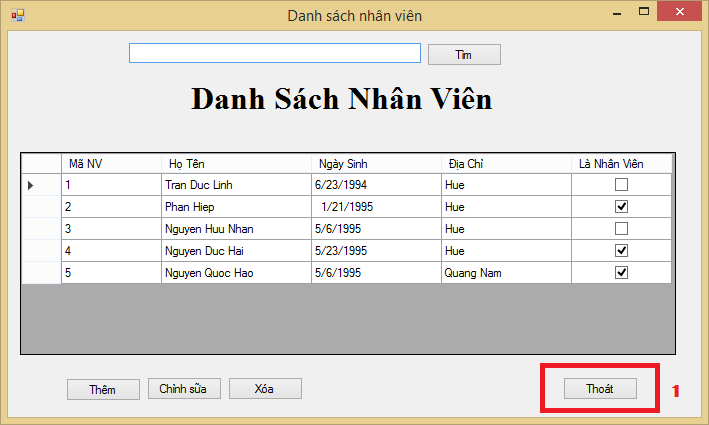 Danh sách nhân viên
Tìm
Danh Sách Nhân Viên
Mã NV Họ Tên Ngày Sinh Địa Chỉ Là Nhân Viên
1 Tran Duc Linh 6/23/1994 Hue
2 Phan Hiep 1/21/1995 Hue
3 Nguyen Huu Nhan 5/6/1995 Hue
4 Nguyen Duc Hai 5/23/1995 Hue
5 Nguyen Quoc Hao 5/6/1995 Quang Nam
Thêm Chỉnh sửa Xóa Thoát 1